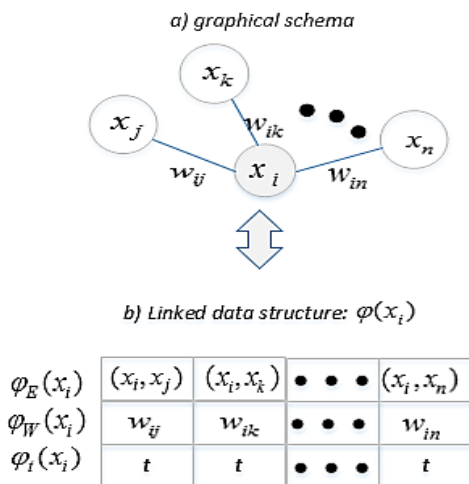 a) graphical schema
x_k
x_j
x_n
w_ik
w_ij
x_i
w_in
b) Linked data structure: φ(x_i)
φ_E(x_i) (x_i, x_j) (x_i, x_k) • • • (x_i, x_n)
φ_W(x_i) w_ij w_ik • • • w_in
φ_t(x_i) t t • • • t